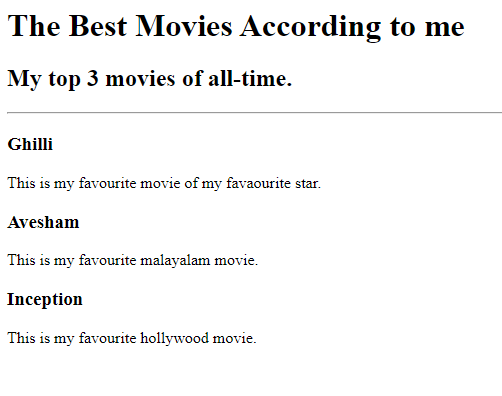 The Best Movies According to me
My top 3 movies of all-time.
Ghilli
This is my favourite movie of my favaourite star.
Avesham
This is my favourite malayalam movie.
Inception
This is my favourite hollywood movie.